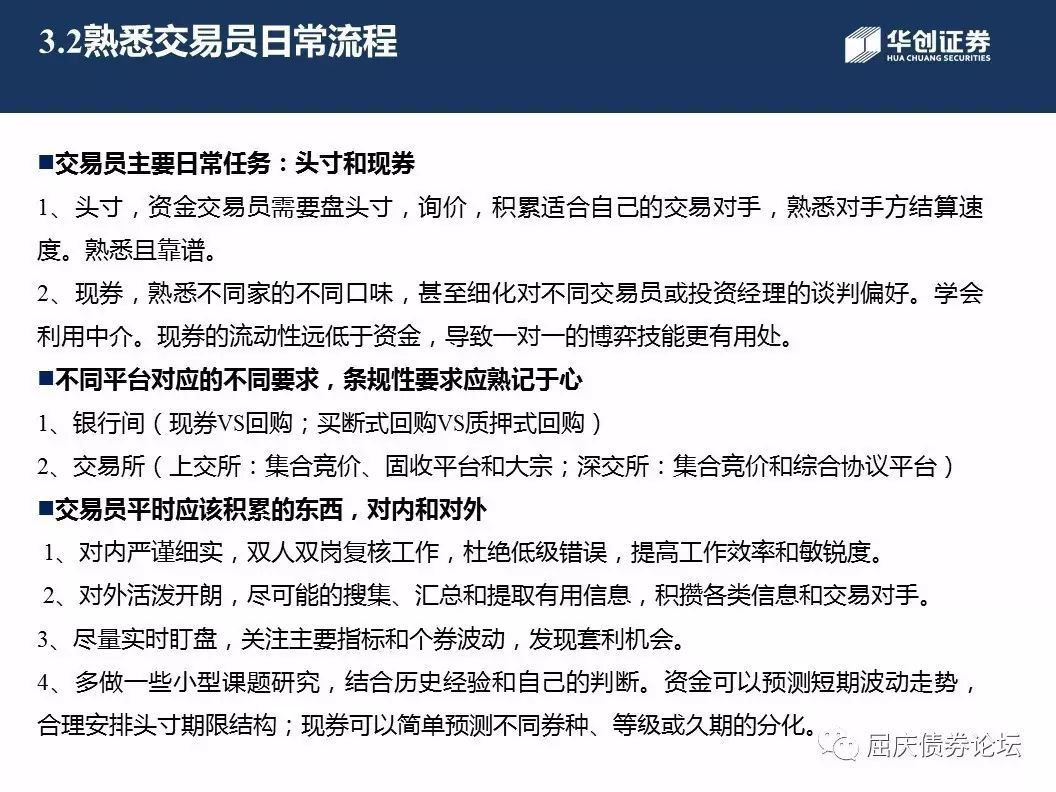 3.2熟悉交易员日常流程
华创证券
HUA CHUANG SECURITIES
■交易员主要日常任务：头寸和现券
1、头寸，资金交易员需要盘头寸，询价，积累适合自己的交易对手，熟悉对手方结算速
度。熟悉且靠谱。
2、现券，熟悉不同家的不同口味，甚至细化对不同交易员或投资经理的谈判偏好。学会
利用中介。现券的流动性远低于资金，导致一对一的博弈技能更有用处。
■不同平台对应的不同要求，条规性要求应熟记于心
1、银行间（现券VS回购；买断式回购VS质押式回购）
2、交易所（上交所：集合竞价、固收平台和大宗；深交所：集合竞价和综合协议平台）
■交易员平时应该积累的东西，对内和对外
1、对内严谨细实，双人双岗复核工作，杜绝低级错误，提高工作效率和敏锐度。
2、对外活泼开朗，尽可能的搜集、汇总和提取有用信息，积攒各类信息和交易对手。
3、尽量实时盯盘，关注主要指标和个券波动，发现套利机会。
4、多做一些小型课题研究，结合历史经验和自己的判断。资金可以预测短期波动走势，
合理安排头寸期限结构；现券可以简单预测不同券种、等级或久期的分化。
屈庆债券论坛